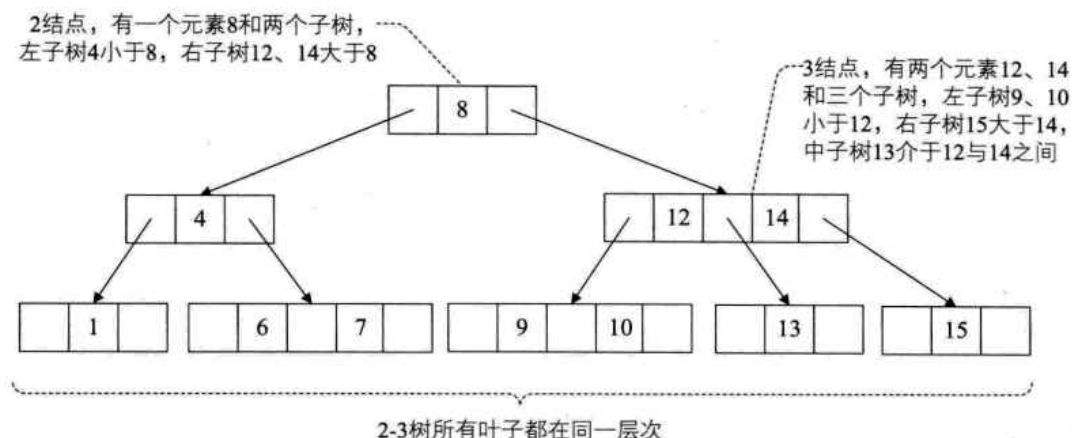 2结点，有一个元素8和两个子树，
左子树4小于8，右子树12、14大于8
3结点，有两个元素12、14
和三个子树，左子树9、10
小于12，右子树15大于14，
中子树13介于12与14之间
8
4
12 14
1
6 7
9 10
13
15
2-3树所有叶子都在同一层次